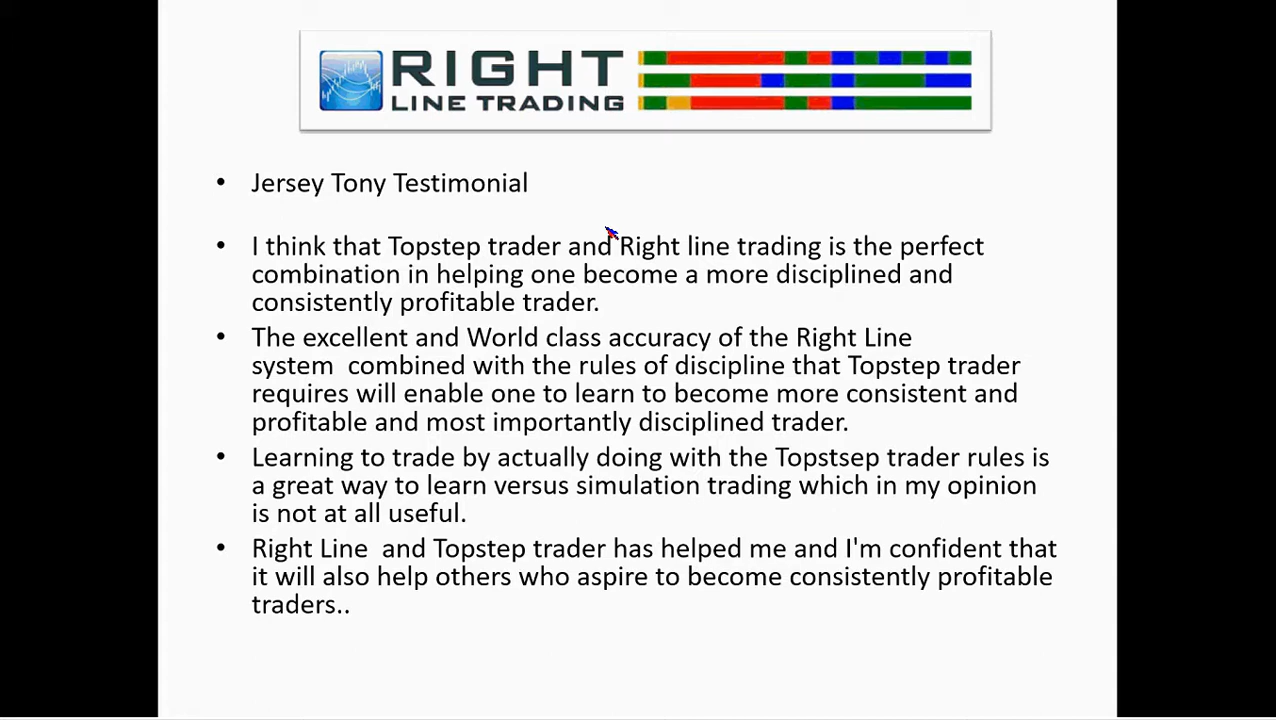 RIGHT
LINE TRADING
• Jersey Tony Testimonial
• I think that Topstep trader and Right line trading is the perfect
combination in helping one become a more disciplined and
consistently profitable trader.
• The excellent and World class accuracy of the Right Line
system  combined with the rules of discipline that Topstep trader
requires will enable one to learn to become more consistent and
profitable and most importantly disciplined trader.
• Learning to trade by actually doing with the Topstsep trader rules is
a great way to learn versus simulation trading which in my opinion
is not at all useful.
• Right Line  and Topstep trader has helped me and I'm confident that
it will also help others who aspire to become consistently profitable
traders..